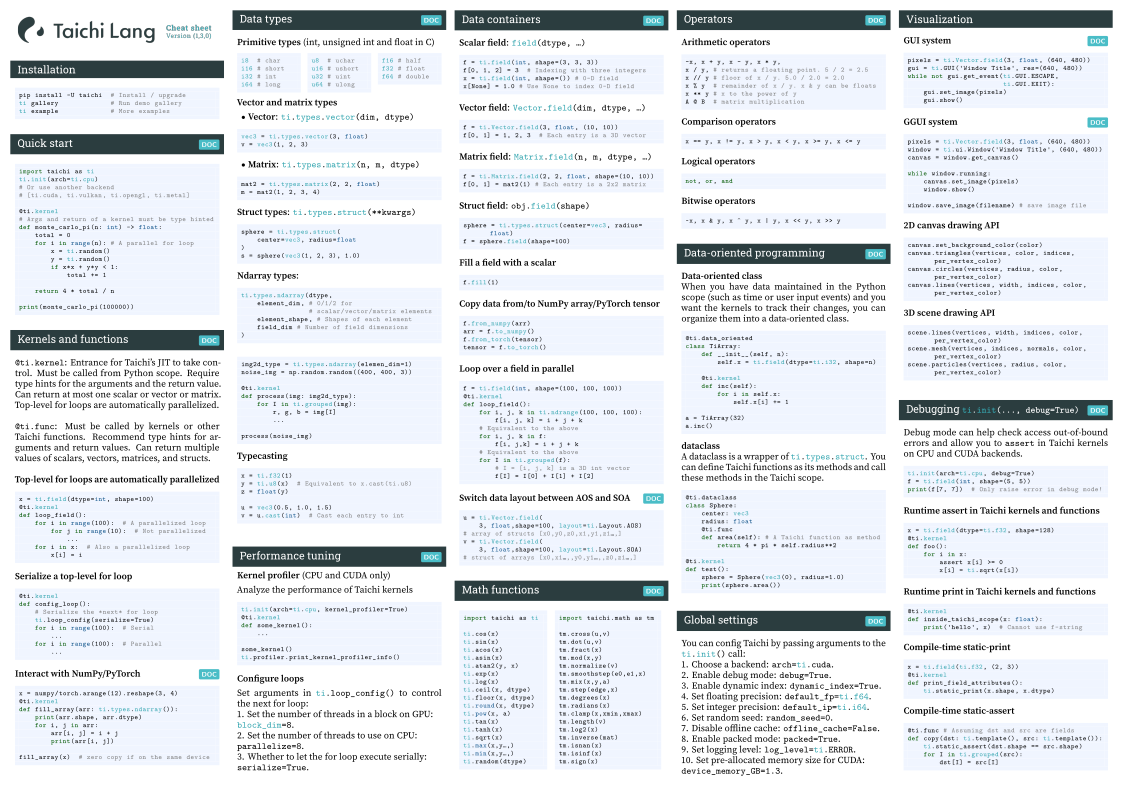 Taichi Lang
Cheat sheet
Version (1,3,0)
Installation
pip install -U taichi # Install / upgrade
ti gallery # Run demo gallery
ti example # More examples
Quick start
DOC
import taichi as ti
ti.init(arch=ti.cpu)
# Or use another backend
# [ti.cuda, ti.vulkan, ti.opengl, ti.metal]
@ti.kernel
# Args and return of a kernel must be type hinted
def monte_carlo_pi(n: int) -> float:
total = 0
for i in range(n): # A parallel for loop
x = ti.random()
y = ti.random()
if x*x + y*y < 1:
total += 1
return 4 * total / n
print(monte_carlo_pi(100000))
Kernels and functions
DOC
@ti.kernel: Entrance for Taichi's JIT to take con-
trol. Must be called from Python scope. Require
type hints for the arguments and the return value.
Can return at most one scalar or vector or matrix.
Top-level for loops are automatically parallelized.
@ti.func: Must be called by kernels or other
Taichi functions. Recommend type hints for ar-
guments and return values. Can return multiple
values of scalars, vectors, matrices, and structs.
Top-level for loops are automatically parallelized
x = ti.field(dtype=int, shape=100)
@ti.kernel
def loop_field():
for i in range(100): # A parallelized loop
for j in range(10): # Not parallelized
...
for i in x: # Also a parallelized loop
x[i] = i
Serialize a top-level for loop
@ti.kernel
def config_loop():
# Serialize the *next* for loop
ti.loop_config(serialize=True)
for i in range(100): # Serial
...
for i in range(100): # Parallel
...
Interact with NumPy/PyTorch
DOC
x = numpy/torch.arange(12).reshape(3, 4)
@ti.kernel
def fill_array(arr: ti.types.ndarray()):
print(arr.shape, arr.dtype)
for i, j in arr:
arr[i, j] = i + j
print(arr[i, j])
fill_array(x) # zero copy if on the same device
Data types
DOC
Primitive types (int, unsigned int and float in C)
i8 # char
i16 # short
i32 # int
i64 # long
u8 # uchar
u16 # ushort
u32 # uint
u64 # ulong
f16 # half
f32 # float
f64 # double
Vector and matrix types
• Vector: ti.types.vector(dim, dtype)
vec3 = ti.types.vector(3, float)
v = vec3(1, 2, 3)
• Matrix: ti.types.matrix(n, m, dtype)
mat2 = ti.types.matrix(2, 2, float)
m = mat2(1, 2, 3, 4)
Struct types: ti.types.struct(**kwargs)
sphere = ti.types.struct(
center=vec3, radius=float
)
s = sphere(vec3(1, 2, 3), 1.0)
Ndarray types:
ti.types.ndarray(dtype,
element_dim, # 0/1/2 for
# scalar/vector/matrix elements
element_shape, # Shapes of each element
field_dim # Number of field dimensions
)
img2d_type = ti.types.ndarray(elemen_dim=1)
noise_img = np.random.random((400, 400, 3))
@ti.kernel
def process(img: img2d_type):
for I in ti.grouped(img):
r, g, b = img[I]
...
process(noise_img)
Typecasting
x = ti.f32(1)
y = ti.u8(x) # Equivalent to x.cast(ti.u8)
z = float(y)
u = vec3(0.5, 1.0, 1.5)
v = u.cast(int) # Cast each entry to int
Performance tuning
DOC
Kernel profiler (CPU and CUDA only)
Analyze the performance of Taichi kernels
ti.init(arch=ti.cpu, kernel_profiler=True)
@ti.kernel
def some_kernel():
...
some_kernel()
ti.profiler.print_kernel_profiler_info()
Configure loops
Set arguments in ti.loop_config() to control
the next for loop:
1. Set the number of threads in a block on GPU:
block_dim=8.
2. Set the number of threads to use on CPU:
parallelize=8.
3. Whether to let the for loop execute serially:
serialize=True.
Data containers
DOC
Scalar field: field(dtype, …)
f = ti.field(int, shape=(3, 3, 3))
f[0, 1, 2] = 3 # Indexing with three integers
x = ti.field(int, shape=()) # 0-D field
x[None] = 1.0 # Use None to index 0-D field
Vector field: Vector.field(dim, dtype, …)
f = ti.Vector.field(3, float, (10, 10))
f[0, 1] = 1,2,3 # Each entry is a 3D vector
Matrix field: Matrix.field(n, m, dtype, …)
f = ti.Matrix.field(2, 2, float, shape=(10, 10))
f[0, 1] = mat2(1) # Each entry is a 2x2 matrix
Struct field: obj.field(shape)
sphere = ti.types.struct(center=vec3, radius=
float)
f = sphere.field(shape=100)
Fill a field with a scalar
f.fill(1)
Copy data from/to NumPy array/PyTorch tensor
f.from_numpy(arr)
arr = f.to_numpy()
f.from_torch(tensor)
tensor = f.to_torch()
Loop over a field in parallel
f = ti.field(int, shape=(100, 100, 100))
@ti.kernel
def loop_field():
for i, j, k in ti.ndrange(100, 100, 100):
f[i, j, k] = i + j + k
# Equivalent to the above
for i, j, k in f:
f[i, j,k] = i + j + k
# Equivalent to the above
for I in ti.grouped(f):
# I = [i, j, k] is a 3D int vector
f[I] = I[0] + I[1] + I[2]
Switch data layout between AOS and SOA
DOC
u = ti.Vector.field(
3, float,shape=100, layout=ti.Layout.AOS)
# array of structs [x0,y0,z0,x1,y1,z1…,]
v = ti.Vector.field(
3, float,shape=100, layout=ti.Layout.SOA)
# struct of arrays [x0,x1…,,y0,y1…,,z0,z1…,]
Math functions
DOC
import taichi as ti
ti.cos(x)
ti.sin(x)
ti.acos(x)
ti.asin(x)
ti.atan2(y, x)
ti.exp(x)
ti.log(x)
ti.ceil(x, dtype)
ti.floor(x, dtype)
ti.round(x, dtype)
ti.pow(x, a)
ti.tan(x)
ti.tanh(x)
ti.sqrt(x)
ti.max(x,y,…)
ti.min(x,y,…)
ti.random(dtype)
import taichi.math as tm
tm.cross(u,v)
tm.dot(u,v)
tm.fract(x)
tm.mod(x,y)
tm.normalize(v)
tm.smoothstep(e0,e1,x)
tm.mix(x,y,a)
tm.step(edge,x)
tm.degrees(x)
tm.radians(x)
tm.clamp(x,xmin,xmax)
tm.length(v)
tm.log2(x)
tm.inverse(mat)
tm.isnan(x)
tm.isinf(x)
tm.sign(x)
Operators
DOC
Arithmetic operators
-x, x + y, x - y, x * y,
x / y, # returns a floating point. 5 / 2 = 2.5
x // y # floor of x / y. 5.0 / 2.0 = 2.0
x % y # remainder of x / y. x & y can be floats
x ** y # x to the power of y
A @ B # matrix multiplication
Comparison operators
x == y, x != y, x > y, x < y, x >= y, x <= y
Logical operators
not, or, and
Bitwise operators
~x, x & y, x ^ y, x | y, x << y, x >> y
Data-oriented programming
DOC
Data-oriented class
When you have data maintained in the Python
scope (such as time or user input events) and you
want the kernels to track their changes, you can
organize them into a data-oriented class.
@ti.data_oriented
class TiArray:
def __init__(self, n):
self.x = ti.field(dtype=ti.i32, shape=n)
@ti.kernel
def inc(self):
for i in self.x:
self.x[i] += 1
a = TiArray(32)
a.inc()
dataclass
A dataclass is a wrapper of ti.types.struct. You
can define Taichi functions as its methods and call
these methods in the Taichi scope.
@ti.dataclass
class Sphere:
center: vec3
radius: float
@ti.func
def area(self): # A Taichi function as method
return 4 * pi * self.radius**2
@ti.kernel
def test():
sphere = Sphere(vec3(0), radius=1.0)
print(sphere.area())
Global settings
DOC
You can config Taichi by passing arguments to the
ti.init() call:
1. Choose a backend: arch=ti.cuda.
2. Enable debug mode: debug=True.
3. Enable dynamic index: dynamic_index=True.
4. Set floating precision: default_fp=ti.f64.
5. Set integer precision: default_ip=ti.i64.
6. Set random seed: random_seed=0.
7. Disable offline cache: offline_cache=False.
8. Enable packed mode: packed=True.
9. Set logging level: log_level=ti.ERROR.
10. Set pre-allocated memory size for CUDA:
device_memory_GB=1.3.
Visualization
GUI system
DOC
pixels = ti.Vector.field(3, float, (640, 480))
gui = ti.GUI('Window Title', res=(640, 480))
while not gui.get_event(ti.GUI.ESCAPE,
ti.GUI.EXIT):
gui.set_image(pixels)
gui.show()
GGUI system
DOC
pixels = ti.Vector.field(3, float, (640, 480))
window = ti.ui.Window('Window Title', (640, 480))
canvas = window.get_canvas()
while window.running:
canvas.set_image(pixels)
window.show()
window.save_image(filename) # save image file
2D canvas drawing API
canvas.set_background_color(color)
canvas.triangles(vertices, color, indices,
per_vertex_color)
canvas.circles(vertices, radius, color,
per_vertex_color)
canvas.lines(vertices, width, indices, color,
per_vertex_color)
3D scene drawing API
scene.lines(vertices, width, indices, color,
per_vertex_color)
scene.mesh(vertices, indices, normals, color,
per_vertex_color)
scene.particles(vertices, radius, color,
per_vertex_color)
Debugging ti.init(..., debug=True)
DOC
Debug mode can help check access out-of-bound
errors and allow you to assert in Taichi kernels
on CPU and CUDA backends.
ti.init(arch=ti.cpu, debug=True)
f = ti.field(int, shape=(5, 5))
print(f[7, 7]) # Only raise error in debug mode!
Runtime assert in Taichi kernels and functions
x = ti.field(dtype=ti.f32, shape=128)
@ti.kernel
def foo():
for i in x:
assert x[i] >= 0
x[i] = ti.sqrt(x[i])
Runtime print in Taichi kernels and functions
@ti.kernel
def inside_taichi_scope(x: float):
print('hello', x) # Cannot use f-string
Compile-time static-print
x = ti.field(f32, (2, 3))
@ti.kernel
def print_field_attributes():
ti.static_print(x.shape, x.dtype)
Compile-time static-assert
@ti.func # Assuming dst and src are fields
def copy(dst: ti.template(), src: ti.template()):
ti.static_assert(dst.shape == src.shape)
for I in ti.grouped(src):
dst[I] = src[I]